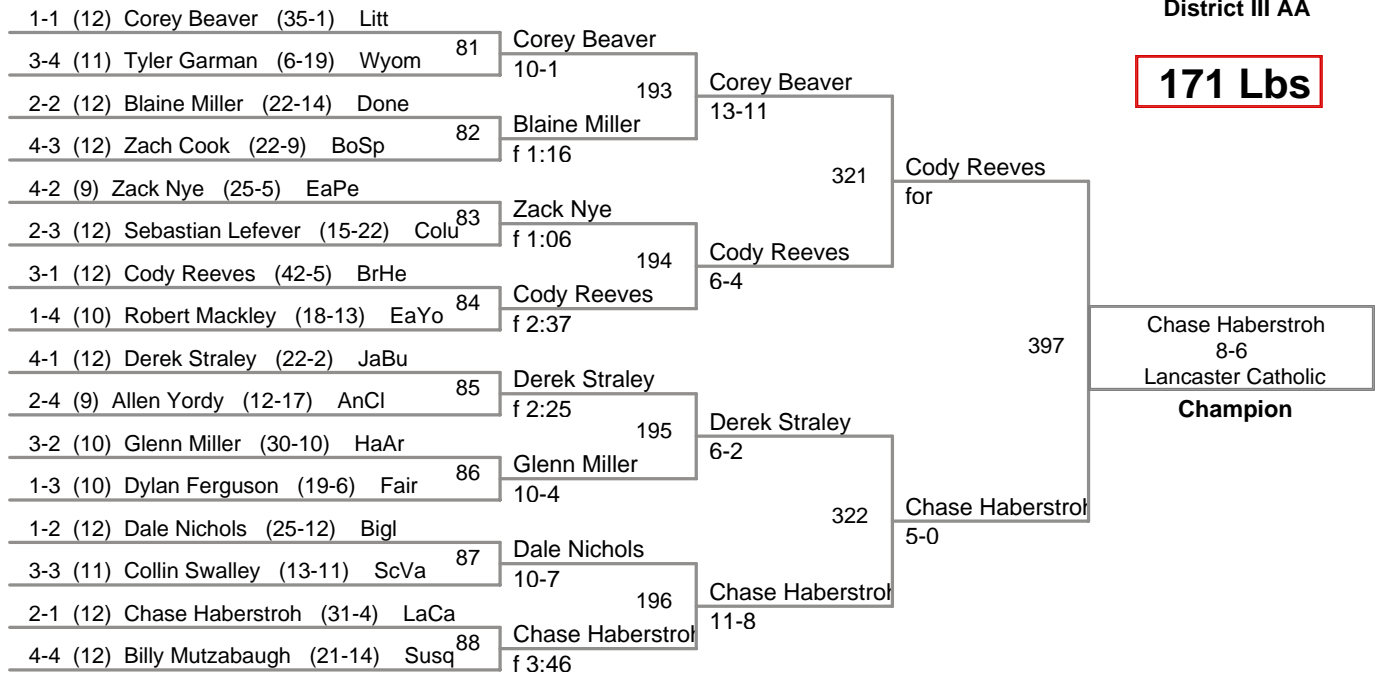 District III AA
171 Lbs
1-1 (12) Corey Beaver (35-1) Litt
3-4 (11) Tyler Garman (6-19) Wyom
2-2 (12) Blaine Miller (22-14) Done
4-3 (12) Zach Cook (22-9) BoSp
4-2 (9) Zack Nye (25-5) EaPe
2-3 (12) Sebastian Lefever (15-22) Colu
3-1 (12) Cody Reeves (42-5) BrHe
1-4 (10) Robert Mackley (18-13) EaYo
4-1 (12) Derek Straley (22-2) JaBu
2-4 (9) Allen Yordy (12-17) AnCl
3-2 (10) Glenn Miller (30-10) HaAr
1-3 (10) Dylan Ferguson (19-6) Fair
1-2 (12) Dale Nichols (25-12) Bigl
3-3 (11) Collin Swalley (13-11) ScVa
2-1 (12) Chase Haberstroh (31-4) LaCa
4-4 (12) Billy Mutzabaugh (21-14) Susq
81
82
83
84
85
86
87
88
Corey Beaver
10-1
Blaine Miller
f 1:16
Zack Nye
f 1:06
Cody Reeves
f 2:37
Derek Straley
f 2:25
Glenn Miller
10-4
Dale Nichols
10-7
Chase Haberstroh
f 3:46
193
194
195
196
Corey Beaver
13-11
Cody Reeves
6-4
Derek Straley
6-2
Chase Haberstroh
11-8
321
322
Cody Reeves
for
Chase Haberstroh
5-0
397
Chase Haberstroh
8-6
Lancaster Catholic
Champion